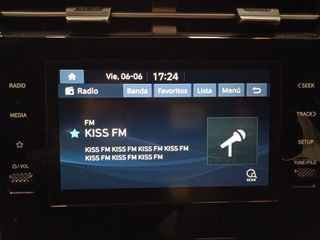 Vie, 06-06 17:24
Radio Banda Favoritos Lista Menú
RADIO
MEDIA
VOL
FM
KISS FM
KISS FM KISS FM KISS FM KISS FM
KISS FM KISS FM KISS FM
SCAN
SEEK
TRACK
SETUP
TUNE/FILE